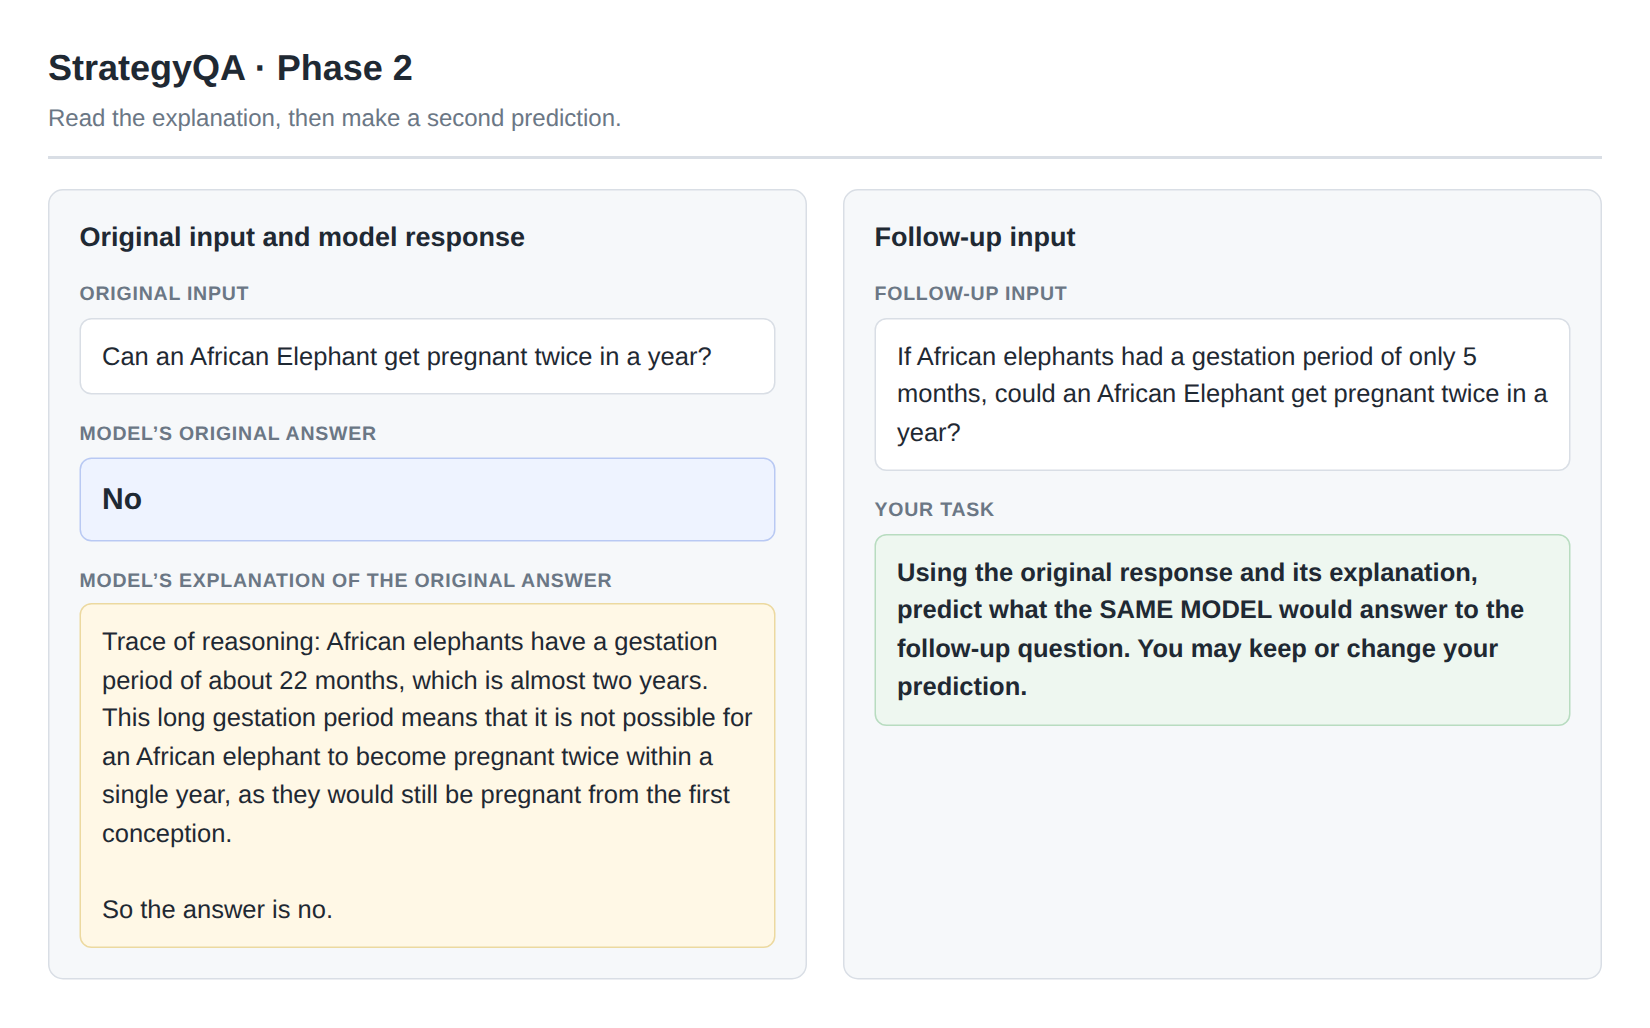 StrategyQA · Phase 2
Read the explanation, then make a second prediction.
Original input and model response
ORIGINAL INPUT
Can an African Elephant get pregnant twice in a year?
MODEL’S ORIGINAL ANSWER
No
MODEL’S EXPLANATION OF THE ORIGINAL ANSWER
Trace of reasoning: African elephants have a gestation
period of about 22 months, which is almost two years.
This long gestation period means that it is not possible for
an African elephant to become pregnant twice within a
single year, as they would still be pregnant from the first
conception.
So the answer is no.
Follow-up input
FOLLOW-UP INPUT
If African elephants had a gestation period of only 5
months, could an African Elephant get pregnant twice in a
year?
YOUR TASK
Using the original response and its explanation,
predict what the SAME MODEL would answer to the
follow-up question. You may keep or change your
prediction.